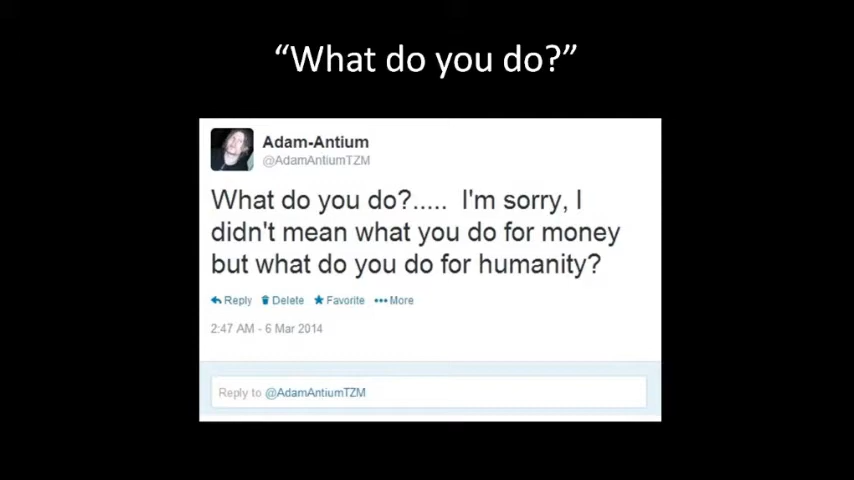 “What do you do?”
Adam-Antium
@AdamAntiumTZM
What do you do?..... I'm sorry, I
didn't mean what you do for money
but what do you do for humanity?
Reply Delete Favorite More
2:47 AM - 6 Mar 2014
Reply to @AdamAntiumTZM